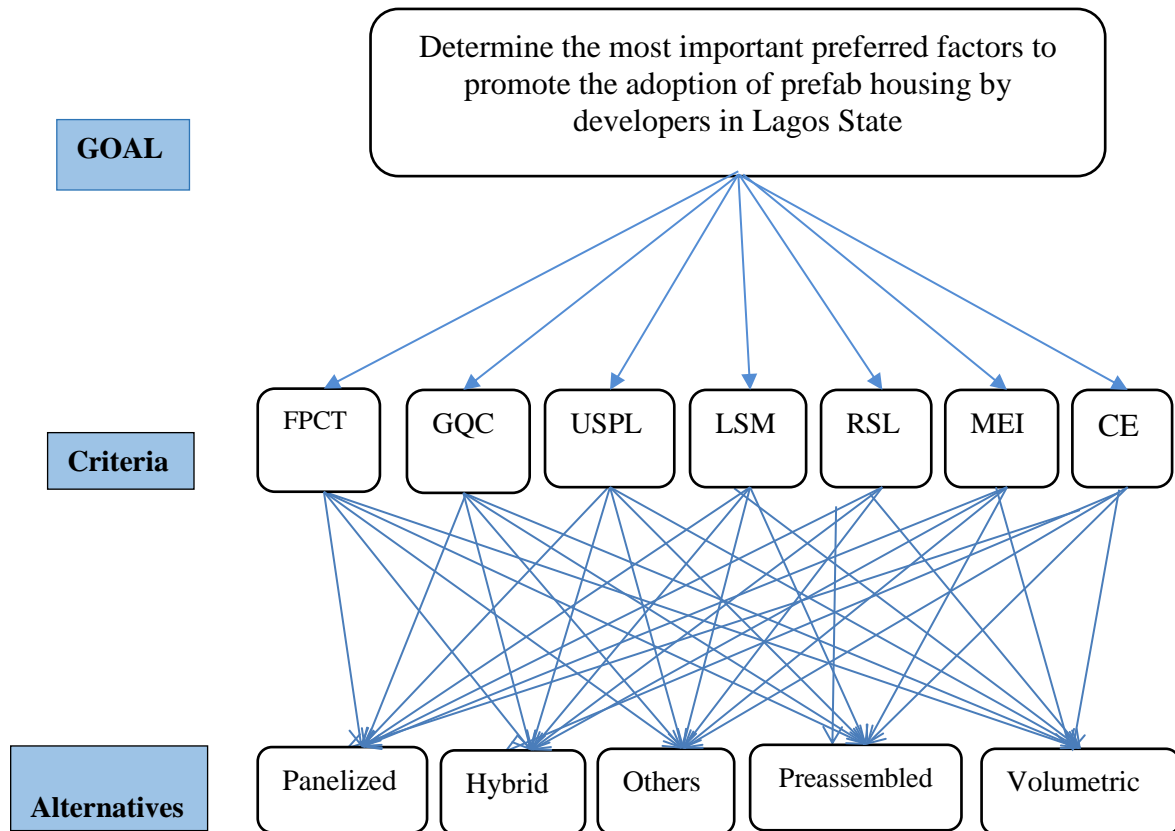 Determine the most important preferred factors to
promote the adoption of prefab housing by
developers in Lagos State
GOAL
FPCT
GQC
USPL
LSM
RSL
MEI
CE
Criteria
Panelized
Hybrid
Others
Preassembled
Volumetric
Alternatives